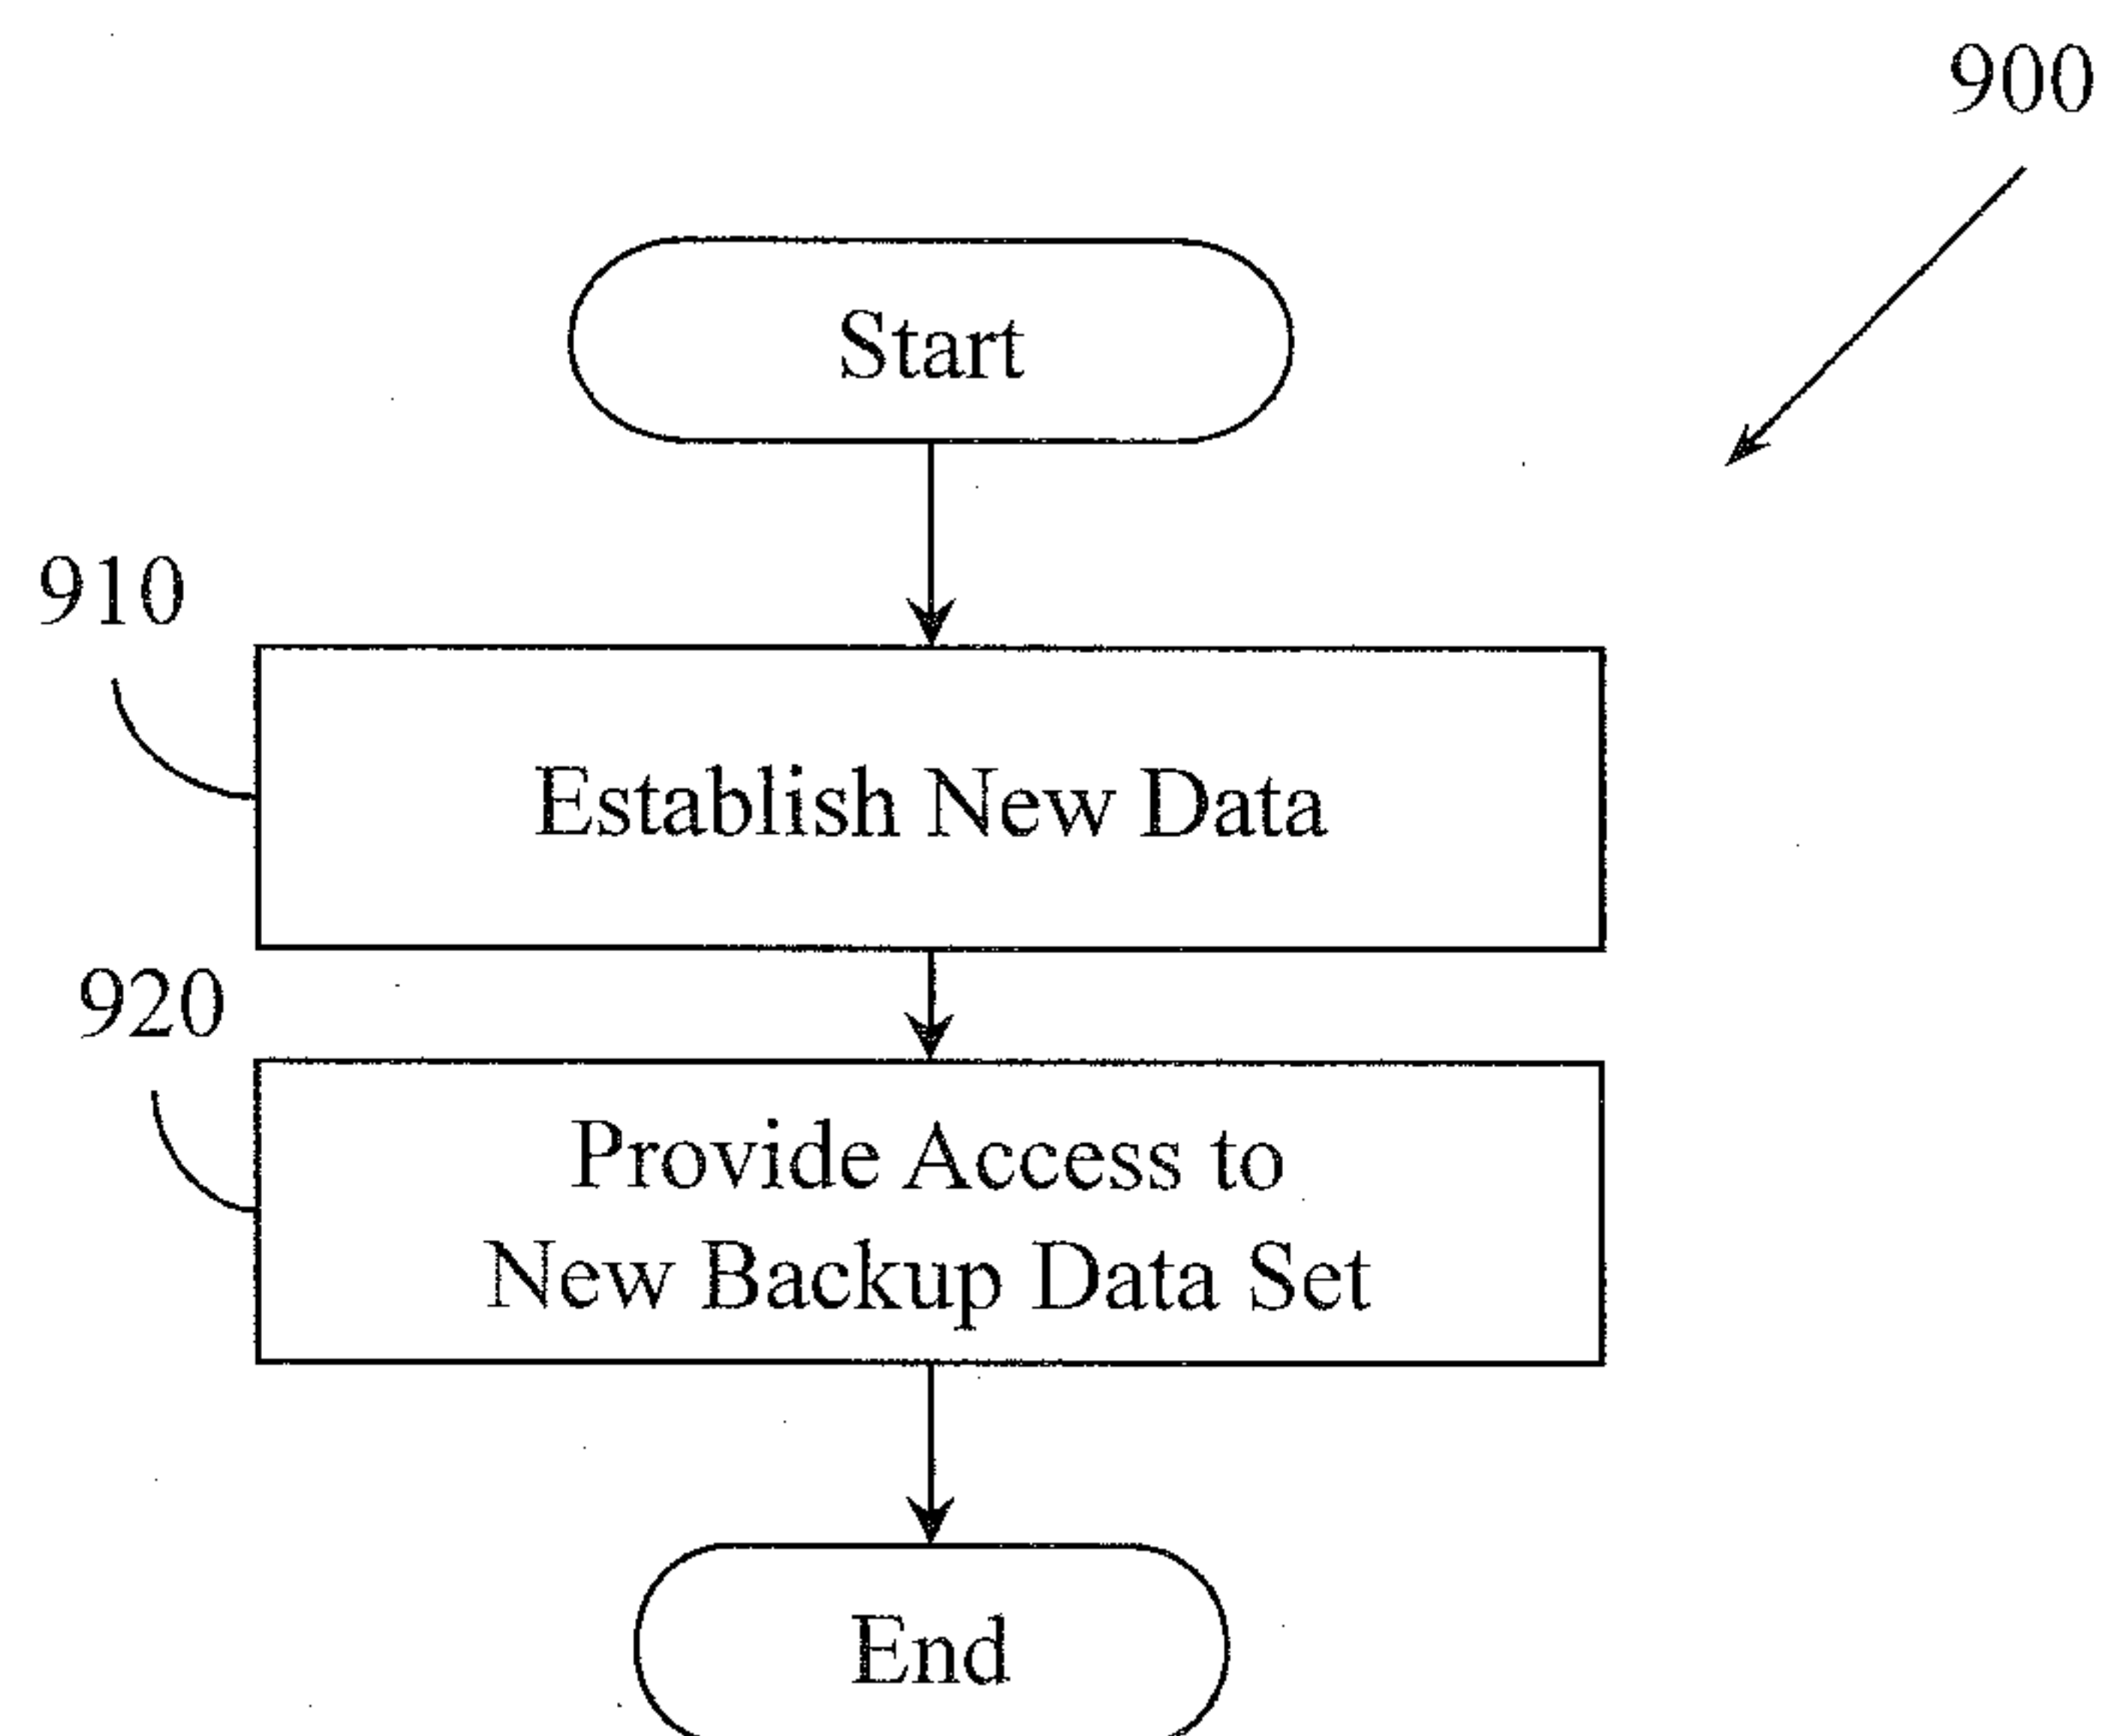 900
Start
910
Establish New Data
920
Provide Access to
New Backup Data Set
End